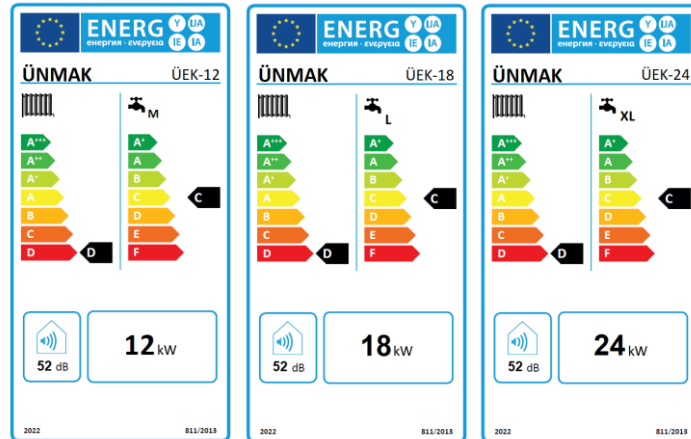 ENERG Y IJA IE IA
енергия · ενεργεια
ÜNMAK ÜEK-12
M
A+++ A+
A++ A
A+ B
A C C
B D
C E
D D F
52 dB 12 kW
2022 811/2013
ENERG Y IJA IE IA
енергия · ενεργεια
ÜNMAK ÜEK-18
L
A+++ A+
A++ A
A+ B
A C C
B D
C E
D D F
52 dB 18 kW
2022 811/2013
ENERG Y IJA IE IA
енергия · ενεργεια
ÜNMAK ÜEK-24
XL
A+++ A+
A++ A
A+ B
A C C
B D
C E
D D F
52 dB 24 kW
2022 811/2013